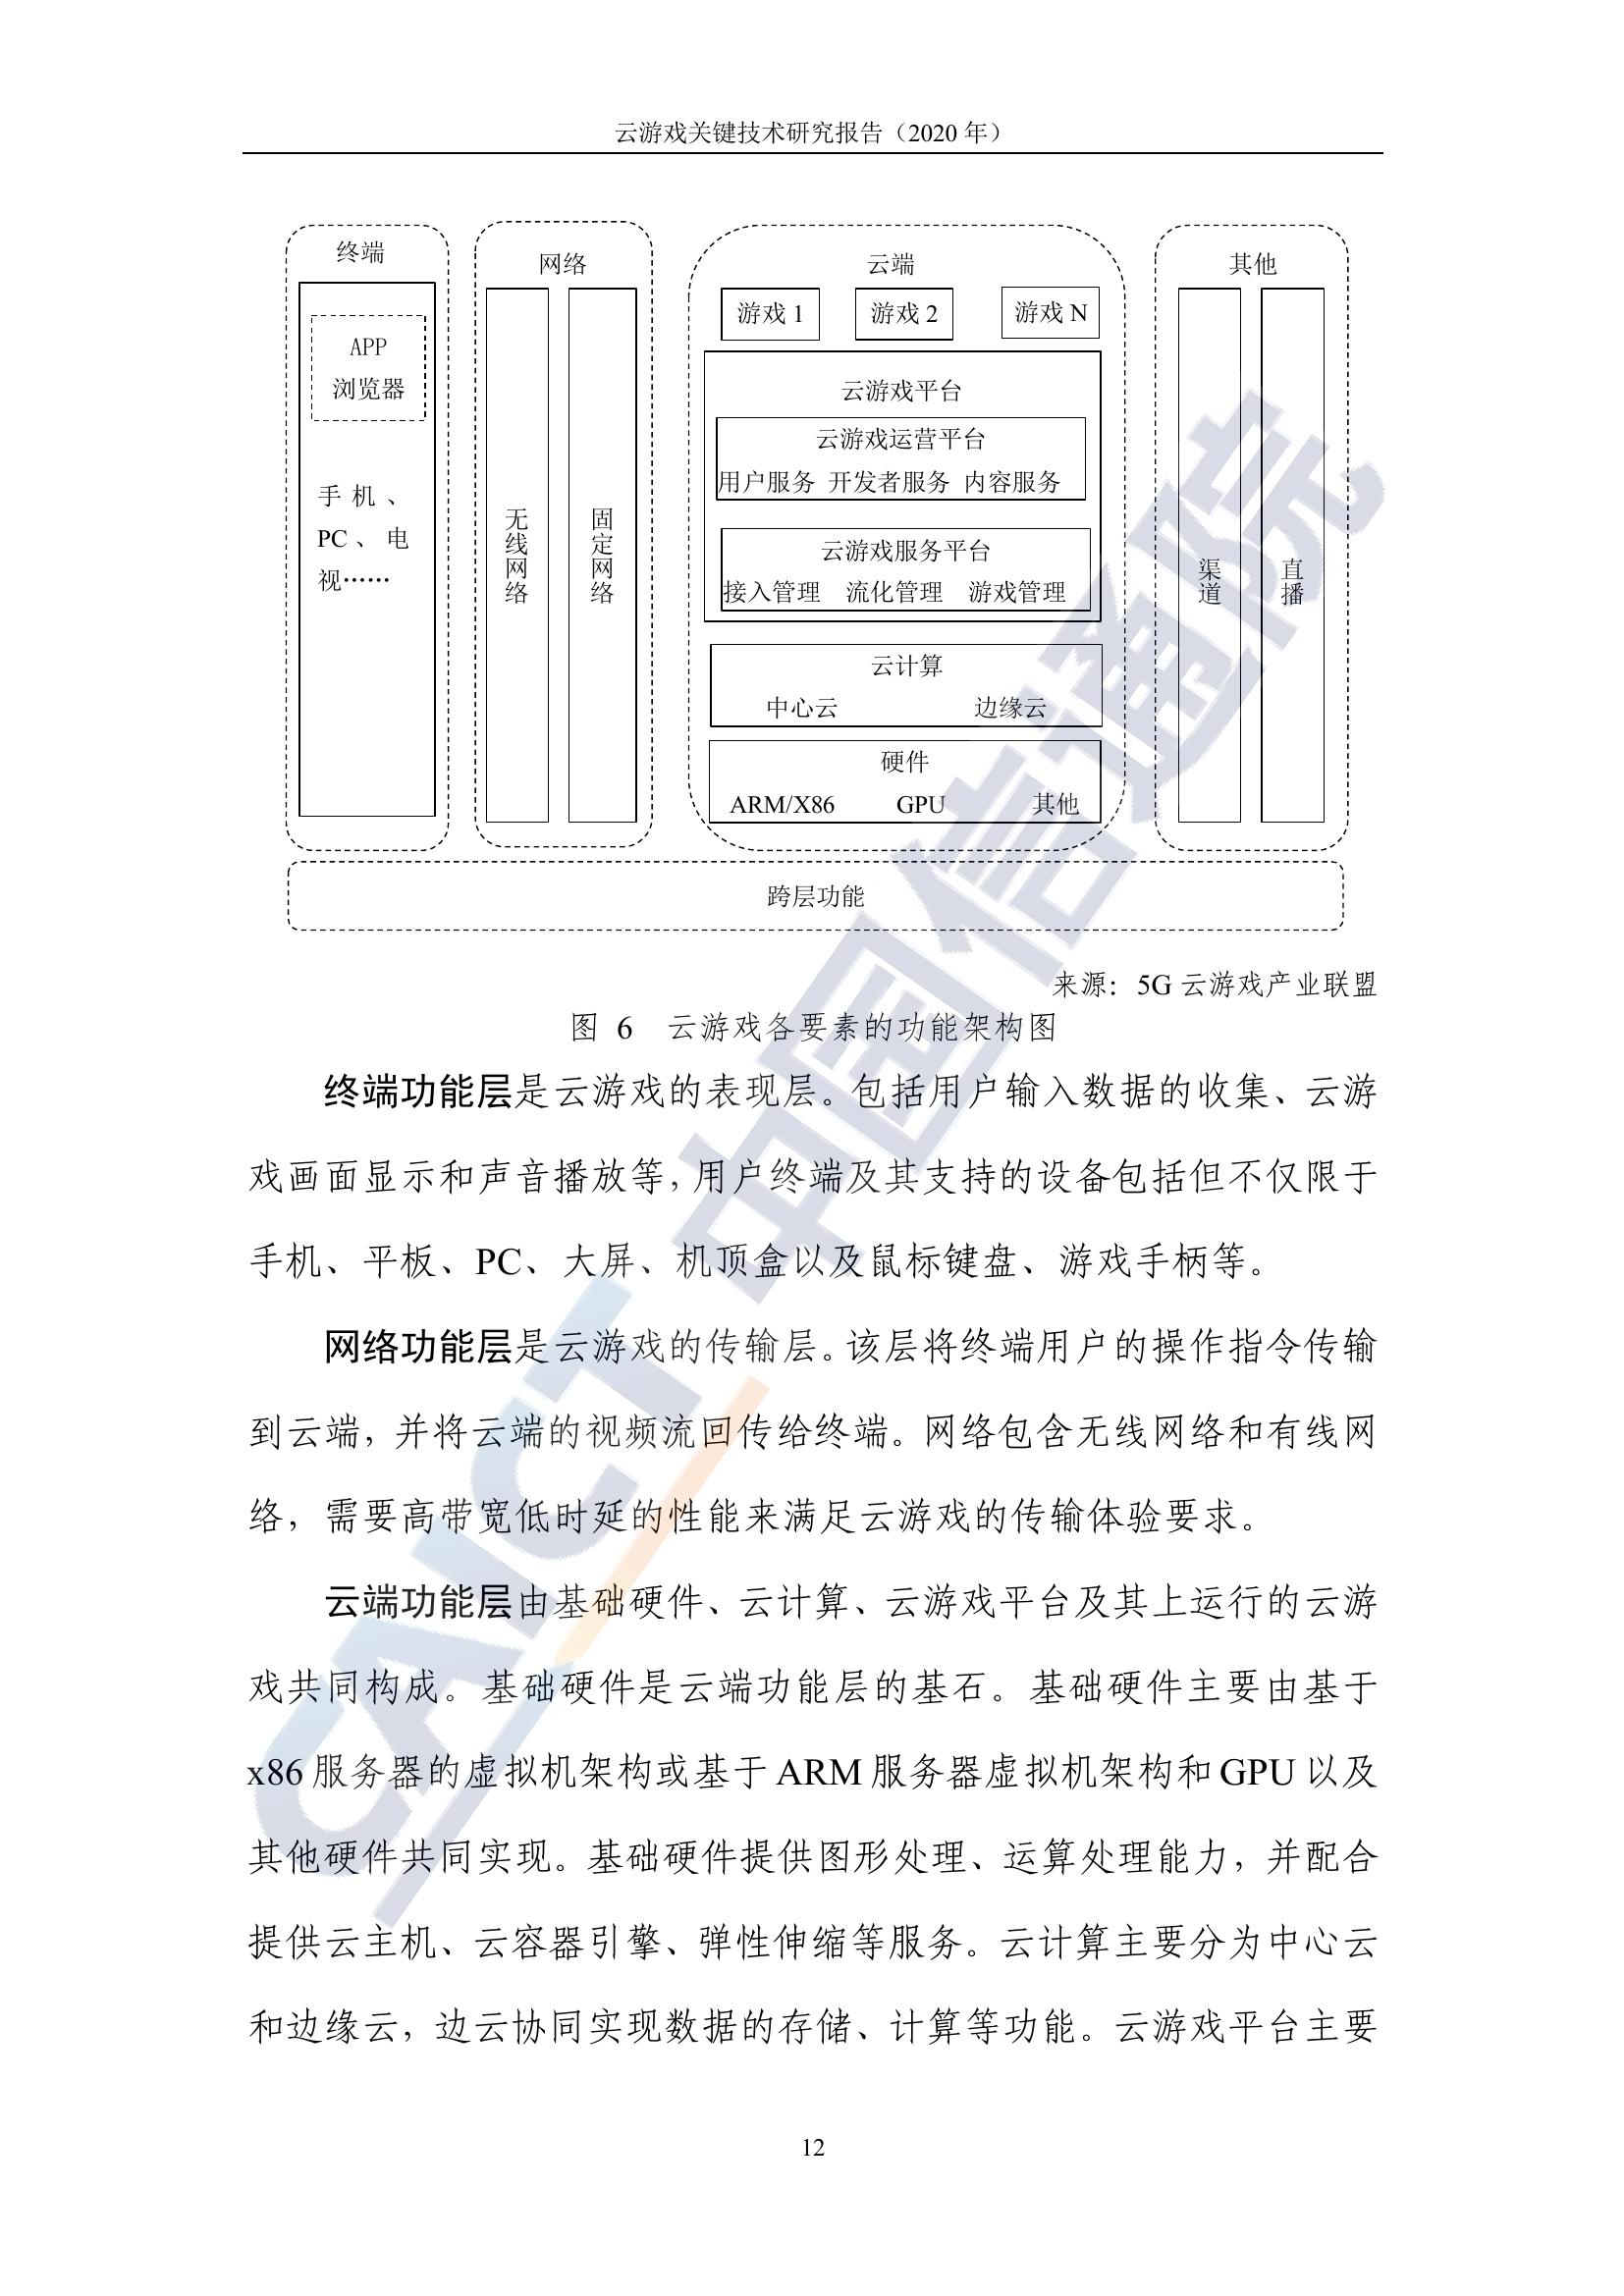 云游戏关键技术研究报告（2020 年）
终端
APP
浏览器
手 机 、
PC 、 电
视……
网络
无线网络
固定网络
云端
游戏 1
游戏 2
游戏 N
云游戏平台
云游戏运营平台
用户服务 开发者服务 内容服务
云游戏服务平台
接入管理 流化管理 游戏管理
云计算
中心云 边缘云
硬件
ARM/X86 GPU 其他
其他
渠道
直播
跨层功能
来源：5G 云游戏产业联盟
图 6 云游戏各要素的功能架构图
终端功能层是云游戏的表现层。包括用户输入数据的收集、云游
戏画面显示和声音播放等，用户终端及其支持的设备包括但不仅限于
手机、平板、PC、大屏、机顶盒以及鼠标键盘、游戏手柄等。
网络功能层是云游戏的传输层。该层将终端用户的操作指令传输
到云端，并将云端的视频流回传给终端。网络包含无线网络和有线网
络，需要高带宽低时延的性能来满足云游戏的传输体验要求。
云端功能层由基础硬件、云计算、云游戏平台及其上运行的云游
戏共同构成。基础硬件是云端功能层的基石。基础硬件主要由基于
x86 服务器的虚拟机架构或基于 ARM 服务器虚拟机架构和 GPU 以及
其他硬件共同实现。基础硬件提供图形处理、运算处理能力，并配合
提供云主机、云容器引擎、弹性伸缩等服务。云计算主要分为中心云
和边缘云，边云协同实现数据的存储、计算等功能。云游戏平台主要
12
CAICT 中国信通院